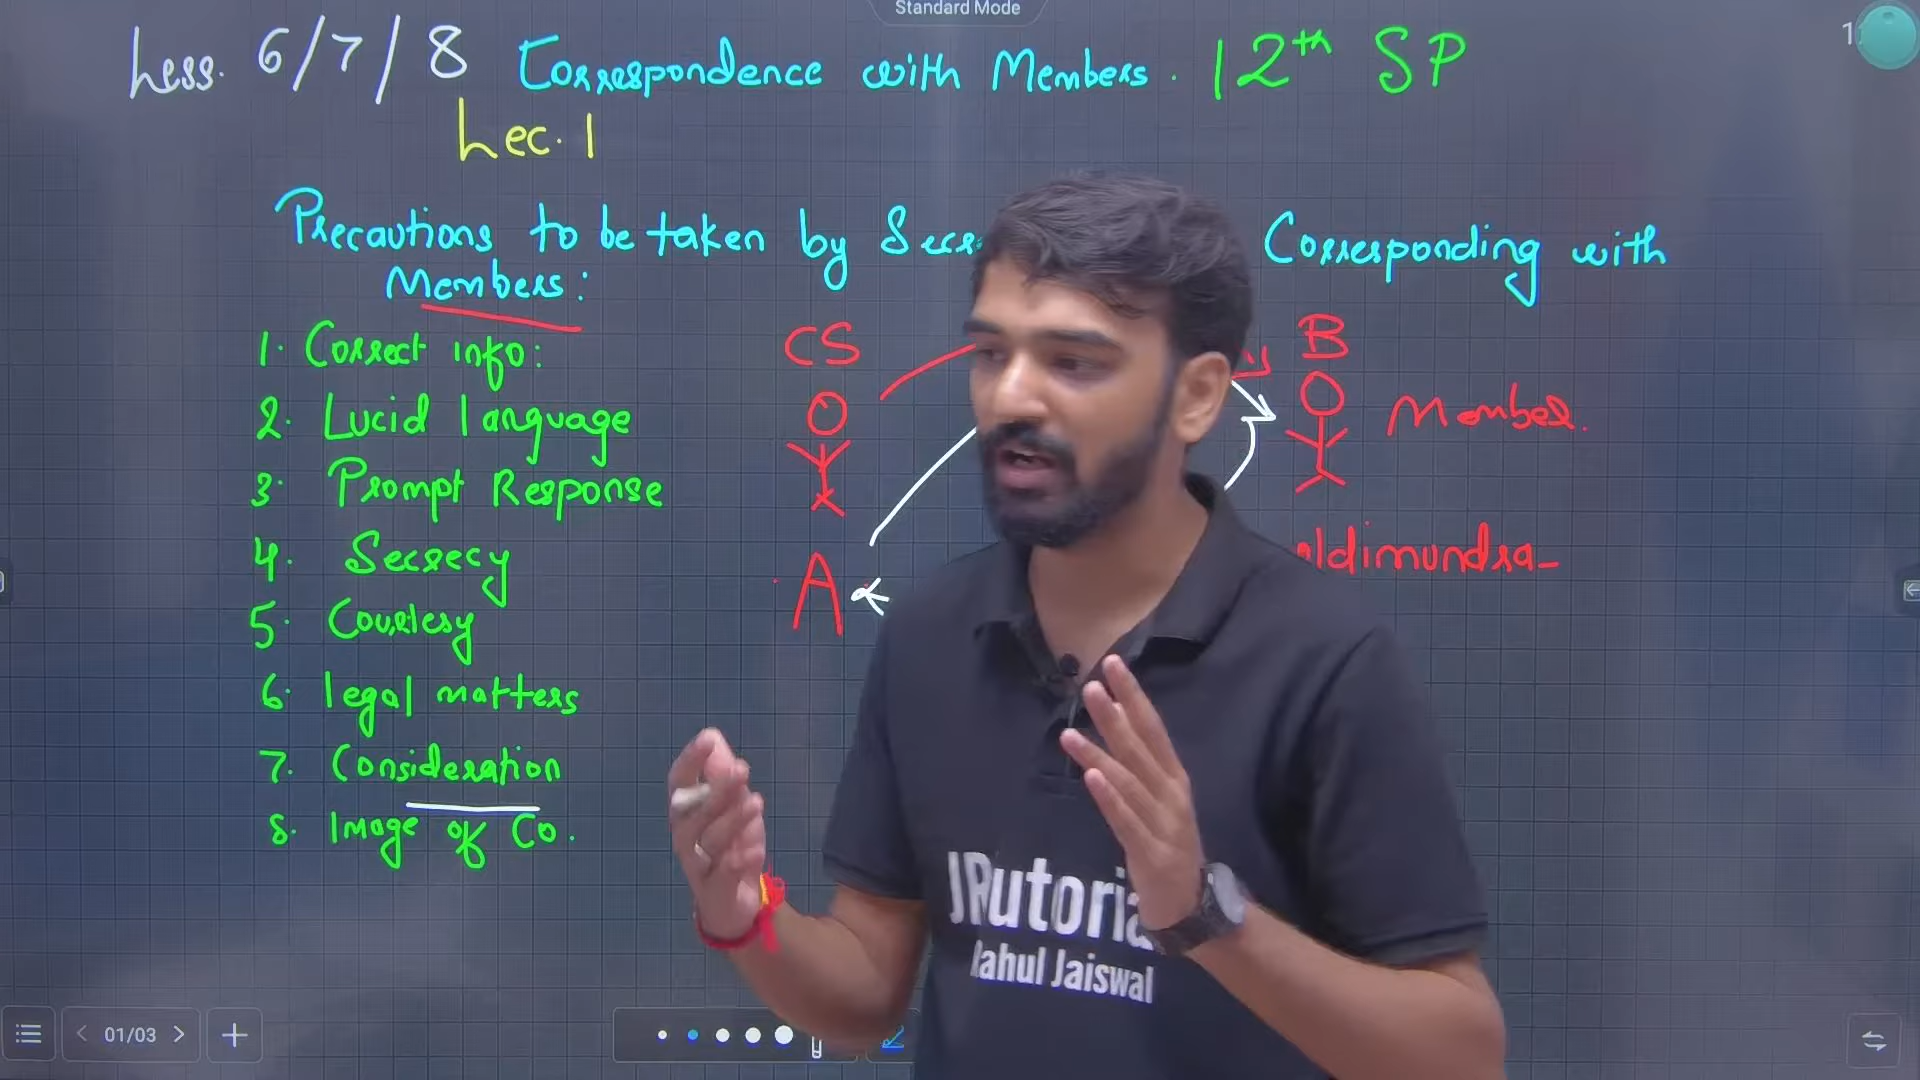 Standard Mode
Less. 6/7/8 Correspondence with Members. 12th SP
Lec. 1
Precautions to be taken by Corresponding with
Members:
1. Correct info:
2. Lucid language
3. Prompt Response
4. Secrecy
5. Courtesy
6. legal matters
7. Consideration
8. Image of Co.
CS
B
Member.
A
Rahul Jaiswal
01/03